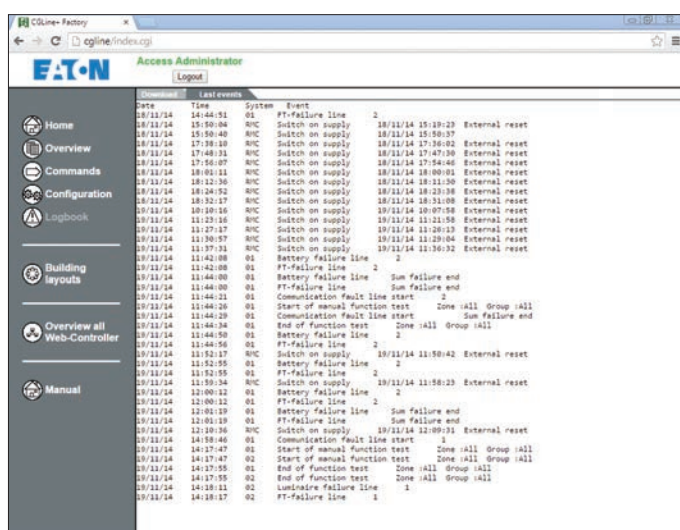 CGLine+ Factory
cgline/index.cgi
EATON
Access Administrator
Logout
Download Last events
Home
Overview
Commands
Configuration
Logbook
Building layouts
Overview all Web-Controller
Manual
Date Time System Event
18/11/14 14:44:51 01 FT-failure line 2
18/11/14 15:50:04 RMC Switch on supply 18/11/14 15:19:23 External reset
18/11/14 15:50:40 RMC Switch on supply 18/11/14 15:50:37
18/11/14 17:38:10 RMC Switch on supply 18/11/14 17:36:02 External reset
18/11/14 17:48:31 RMC Switch on supply 18/11/14 17:47:30 External reset
18/11/14 17:56:07 RMC Switch on supply 18/11/14 17:54:46 External reset
18/11/14 18:01:11 RMC Switch on supply 18/11/14 18:00:01 External reset
18/11/14 18:12:36 RMC Switch on supply 18/11/14 18:11:30 External reset
18/11/14 18:24:52 RMC Switch on supply 18/11/14 18:23:38 External reset
18/11/14 18:32:17 RMC Switch on supply 18/11/14 18:31:08 External reset
19/11/14 10:10:16 RMC Switch on supply 19/11/14 10:07:58 External reset
19/11/14 11:23:16 RMC Switch on supply 19/11/14 11:21:58 External reset
19/11/14 11:27:17 RMC Switch on supply 19/11/14 11:26:13 External reset
19/11/14 11:30:57 RMC Switch on supply 19/11/14 11:29:04 External reset
19/11/14 11:37:31 RMC Switch on supply 19/11/14 11:36:32 External reset
19/11/14 11:42:08 01 Battery failure line 2
19/11/14 11:42:08 01 FT-failure line 2
19/11/14 11:44:00 01 Battery failure line Sum failure end
19/11/14 11:44:00 01 FT-failure line Sum failure end
19/11/14 11:44:21 01 Communication fault line start 2
19/11/14 11:44:26 01 Start of manual function test Zone :All Group :All
19/11/14 11:44:29 01 Communication fault line start Sum failure end
19/11/14 11:44:34 01 End of function test Zone :All Group :All
19/11/14 11:44:50 01 Battery failure line 2
19/11/14 11:44:56 01 FT-failure line 2
19/11/14 11:52:17 RMC Switch on supply 19/11/14 11:50:42 External reset
19/11/14 11:52:55 01 Battery failure line 2
19/11/14 11:52:55 01 FT-failure line 2
19/11/14 11:59:34 RMC Switch on supply 19/11/14 11:58:23 External reset
19/11/14 12:00:12 01 Battery failure line 2
19/11/14 12:00:12 01 FT-failure line 2
19/11/14 12:01:19 01 Battery failure line Sum failure end
19/11/14 12:01:19 01 FT-failure line Sum failure end
19/11/14 12:10:36 RMC Switch on supply 19/11/14 12:09:31 External reset
19/11/14 14:58:46 01 Communication fault line start 1
19/11/14 14:17:47 01 Start of manual function test Zone :All Group :All
19/11/14 14:17:47 02 Start of manual function test Zone :All Group :All
19/11/14 14:17:55 01 End of function test Zone :All Group :All
19/11/14 14:17:55 02 End of function test Zone :All Group :All
19/11/14 14:18:11 02 Luminaire failure line 1
19/11/14 14:18:17 02 FT-failure line 1